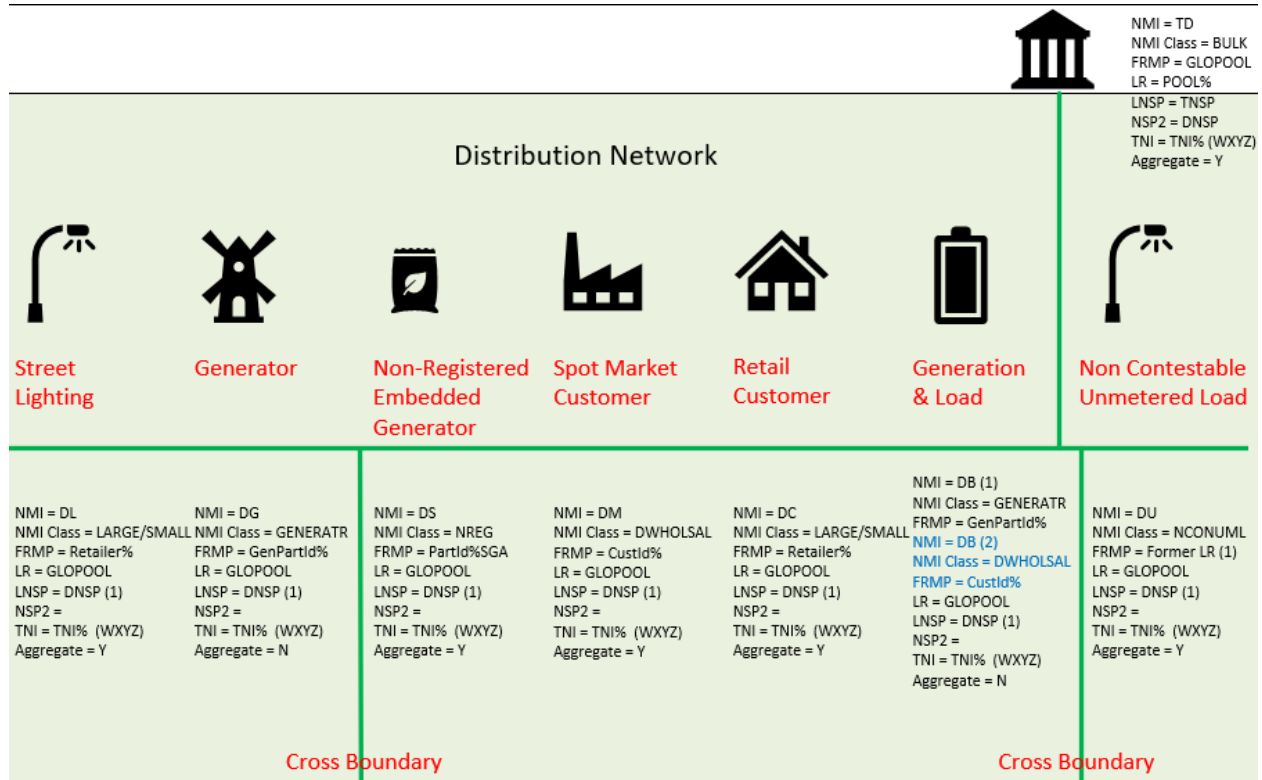 NMI = TD
NMI Class = BULK
FRMP = GLOPOOL
LR = POOL%
LNSP = TNSP
NSP2 = DNSP
TNI = TNI% (WXYZ)
Aggregate = Y
Distribution Network
Street
Lighting
Generator
Non-Registered
Embedded
Generator
Spot Market
Customer
Retail
Customer
Generation
& Load
Non Contestable
Unmetered Load
NMI = DL
NMI Class = LARGE/SMALL
FRMP = Retailer%
LR = GLOPOOL
LNSP = DNSP (1)
NSP2 =
TNI = TNI% (WXYZ)
Aggregate = Y
NMI = DG
NMI Class = GENERATR
FRMP = GenPartId%
LR = GLOPOOL
LNSP = DNSP (1)
NSP2 =
TNI = TNI% (WXYZ)
Aggregate = N
NMI = DS
NMI Class = NREG
FRMP = PartId%SGA
LR = GLOPOOL
LNSP = DNSP (1)
NSP2 =
TNI = TNI% (WXYZ)
Aggregate = Y
NMI = DM
NMI Class = DWHOLSAL
FRMP = CustId%
LR = GLOPOOL
LNSP = DNSP (1)
NSP2 =
TNI = TNI% (WXYZ)
Aggregate = Y
NMI = DC
NMI Class = LARGE/SMALL
FRMP = Retailer%
LR = GLOPOOL
LNSP = DNSP (1)
NSP2 =
TNI = TNI% (WXYZ)
Aggregate = Y
NMI = DB (1)
NMI Class = GENERATR
FRMP = GenPartId%
NMI = DB (2)
NMI Class = DWHOLSAL
FRMP = CustId%
LR = GLOPOOL
LNSP = DNSP (1)
NSP2 =
TNI = TNI% (WXYZ)
Aggregate = N
NMI = DU
NMI Class = NCONUML
FRMP = Former LR (1)
LR = GLOPOOL
LNSP = DNSP (1)
NSP2 =
TNI = TNI% (WXYZ)
Aggregate = Y
Cross Boundary
Cross Boundary